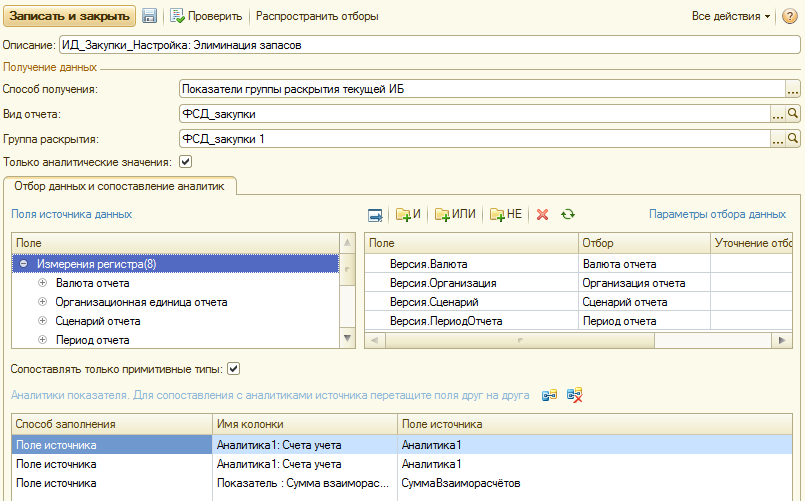 Записать и закрыть Проверить Распространить отборы Все действия ?
Описание: ИД_Закупки_Настройка: Элиминация запасов
Получение данных
Способ получения: Показатели группы раскрытия текущей ИБ ...
Вид отчета: ФСД_закупки ...
Группа раскрытия: ФСД_закупки 1 ...
Только аналитические значения:
Отбор данных и сопоставление аналитик
Поля источника данных И ИЛИ НЕ Параметры отбора данных
Поле Поле Отбор Уточнение отбо
Измерения регистра(8) Версия.Валюта Валюта отчета
Валюта отчета Версия.Организация Организация отчета
Организационная единица отчета Версия.Сценарий Сценарий отчета
Сценарий отчета Версия.ПериодОтчета Период отчета
Период отчета
Сопоставлять только примитивные типы:
Аналитики показателя. Для сопоставления с аналитиками источника перетащите поля друг на друга
Способ заполнения Имя колонки Поле источника
Поле источника Аналитика1: Счета учета Аналитика1
Поле источника Аналитика1: Счета учета Аналитика1
Поле источника Показатель : Сумма взаиморас... СуммаВзаиморасчётов